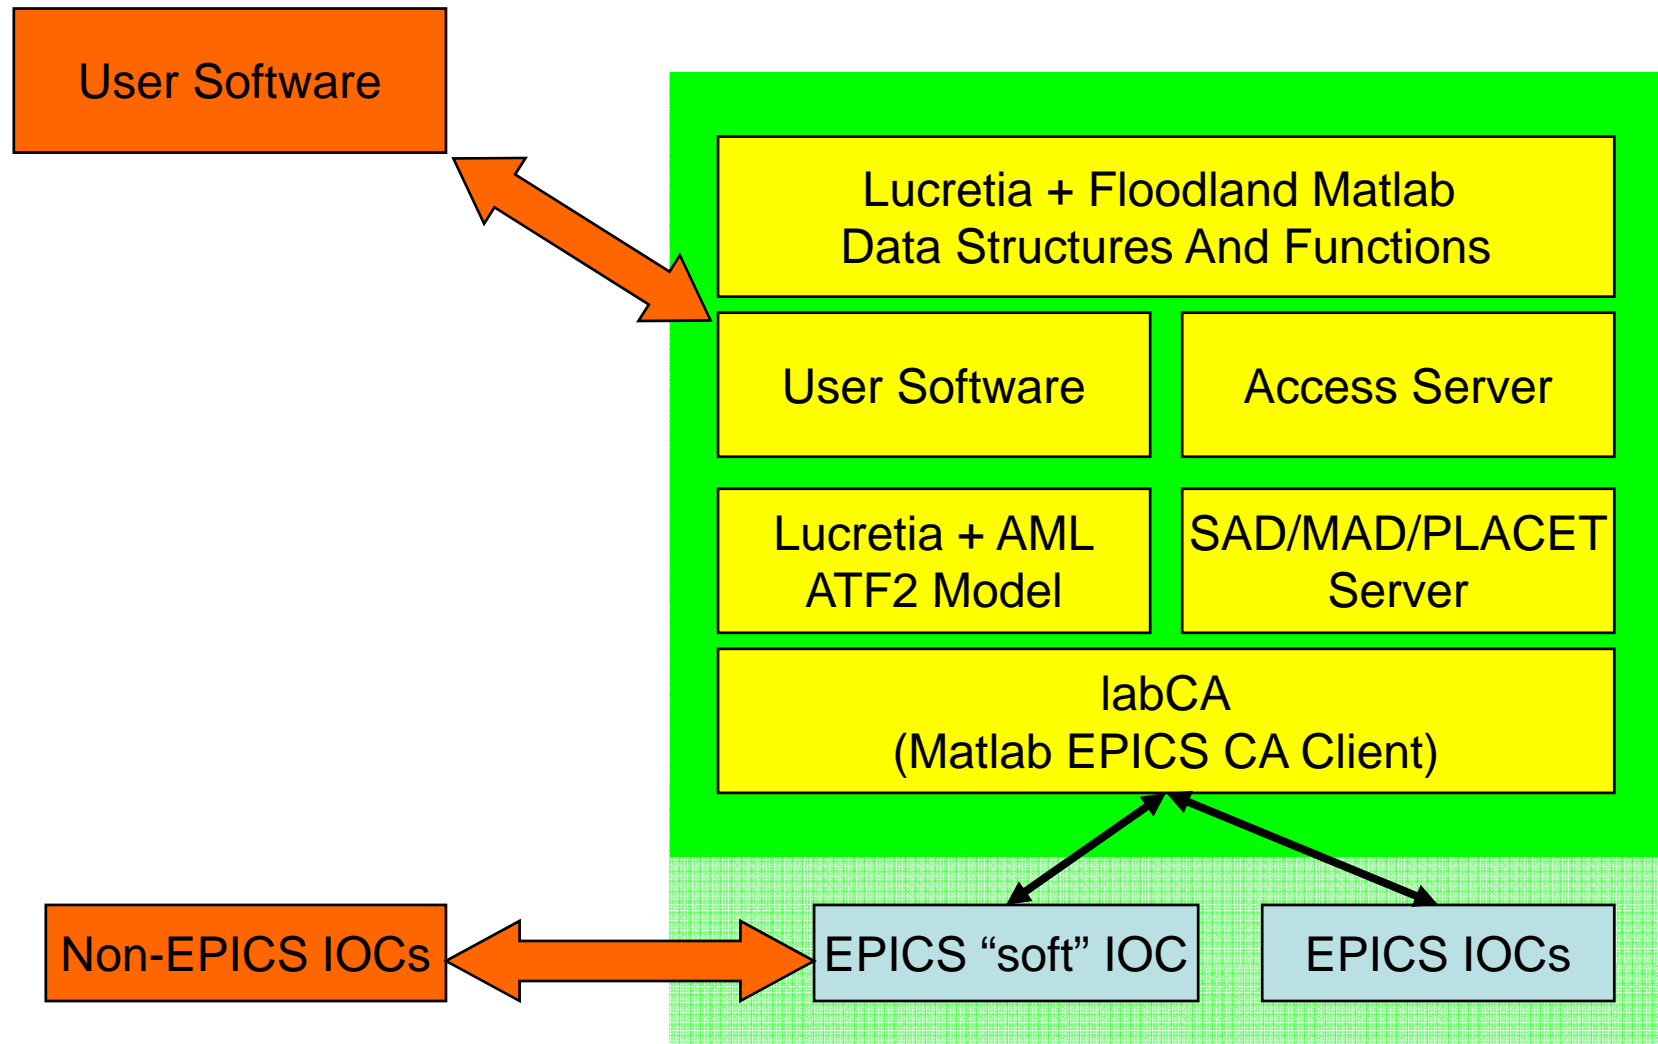 User Software
Lucretia + Floodland Matlab
Data Structures And Functions
User Software
Access Server
Lucretia + AML
ATF2 Model
SAD/MAD/PLACET
Server
labCA
(Matlab EPICS CA Client)
Non-EPICS IOCs
EPICS “soft” IOC
EPICS IOCs